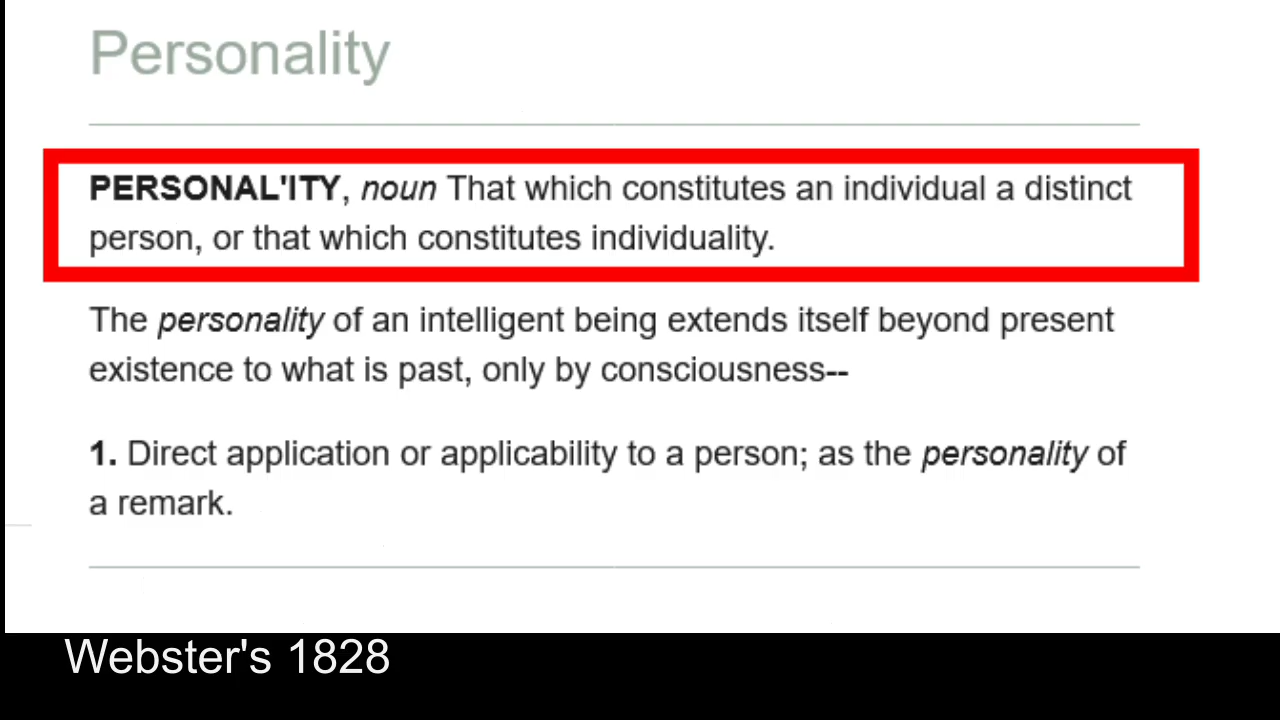 Personality
PERSONAL'ITY, noun That which constitutes an individual a distinct
person, or that which constitutes individuality.
The personality of an intelligent being extends itself beyond present
existence to what is past, only by consciousness--
1. Direct application or applicability to a person; as the personality of
a remark.
Webster's 1828